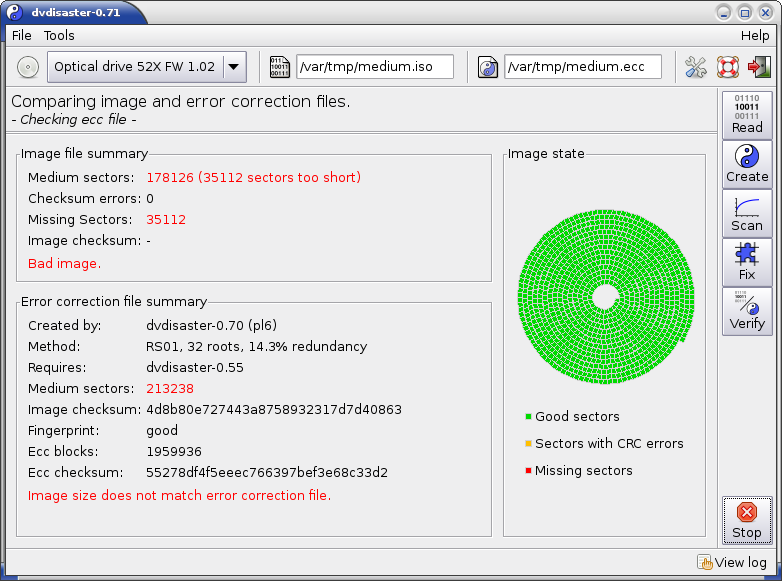 dvdisaster-0.71
File Tools Help
Optical drive 52X FW 1.02
/var/tmp/medium.iso
/var/tmp/medium.ecc
Comparing image and error correction files.
- Checking ecc file -
Image file summary
Medium sectors: 178126 (35112 sectors too short)
Checksum errors: 0
Missing Sectors: 35112
Image checksum: -
Bad image.
Error correction file summary
Created by: dvdisaster-0.70 (pl6)
Method: RS01, 32 roots, 14.3% redundancy
Requires: dvdisaster-0.55
Medium sectors: 213238
Image checksum: 4d8b80e727443a8758932317d7d40863
Fingerprint: good
Ecc blocks: 1959936
Ecc checksum: 55278df4f5eeec766397bef3e68c33d2
Image size does not match error correction file.
Image state
Good sectors
Sectors with CRC errors
Missing sectors
01110
10011
00111
Read
Create
Scan
Fix
Verify
Stop
View log